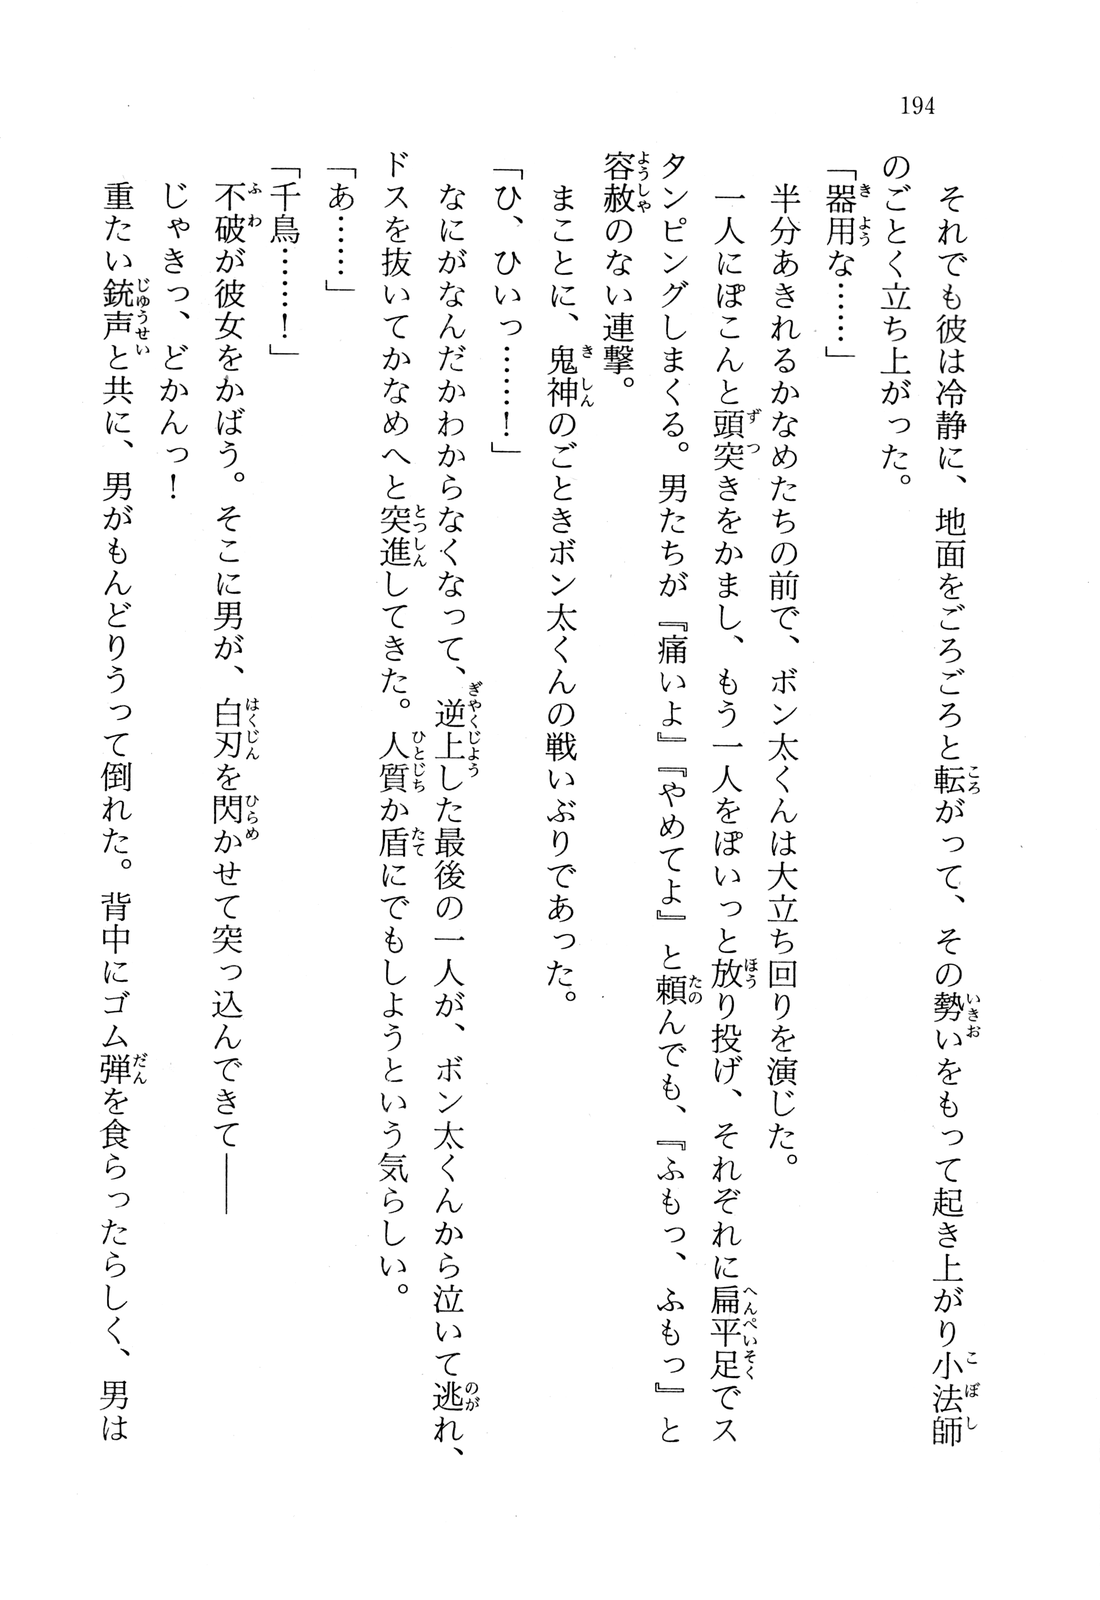 194
それでも彼は冷静に、地面をごろごろと転がって、その勢いをもって起き上がり小法師
のごとく立ち上がった。
「器用な……」
半分あきれるかなめたちの前で、ボン太くんは大立ち回りを演じた。
一人にぽこんと頭突きをかまし、もう一人をぽいっと放り投げ、それぞれに扁平足でス
タンピングしまくる。男たちが『痛いよ』『やめてよ』と頼んでも、『ふもっ、ふもっ』と
容赦のない連撃。
まことに、鬼神のごときボン太くんの戦いぶりであった。
「ひ、ひいっ……！」
なにがなんだかわからなくなって、逆上した最後の一人が、ボン太くんから泣いて逃れ、
ドスを抜いてかなめへと突進してきた。人質か盾にでもしようという気らしい。
「あ……」
「千鳥……！」
不破が彼女をかばう。そこに男が、白刃を閃かせて突っ込んできて――
じゃきっ、どかんっ！
重たい銃声と共に、男がもんどりうって倒れた。背中にゴム弾を食らったらしく、男は